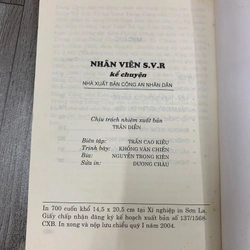 NHÂN VIÊN S.V.R
kể chuyện
NHÀ XUẤT BẢN CÔNG AN NHÂN DÂN
Chịu trách nhiệm xuất bản
TRẦN DIỄN
Biên tập: TRẦN CAO KIỀU
Trình bày: KHỔNG VĂN CHIẾN
Bìa: NGUYỄN TRỌNG KIÊN
Sửa in: DƯƠNG CHÂU
In 700 cuốn khổ 14,5 x 20,5 cm tại Xí nghiệp in Sơn La.
Giấy chấp nhận đăng ký kế hoạch xuất bản số 137/1568-
CXB. In xong và nộp lưu chiểu quý I năm 2004.